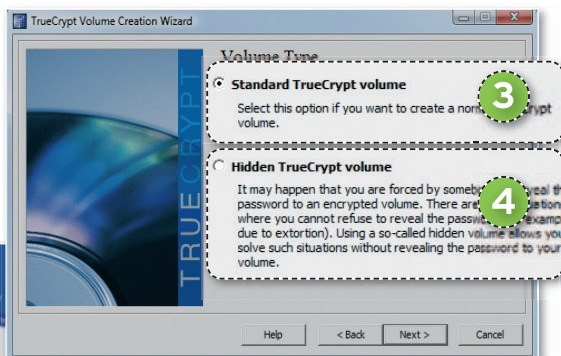 TrueCrypt Volume Creation Wizard
Volume Type
TRUECRYPT
Standard TrueCrypt volume
3
Select this option if you want to create a
volume.
Hidden TrueCrypt volume
It may happen that you are forced by
password to an encrypted volume. There
where you cannot refuse to reveal the
due to extortion). Using a so-called hidden volume allows you
solve such situations without revealing the password to your
volume.
4
Help
< Back
Next >
Cancel